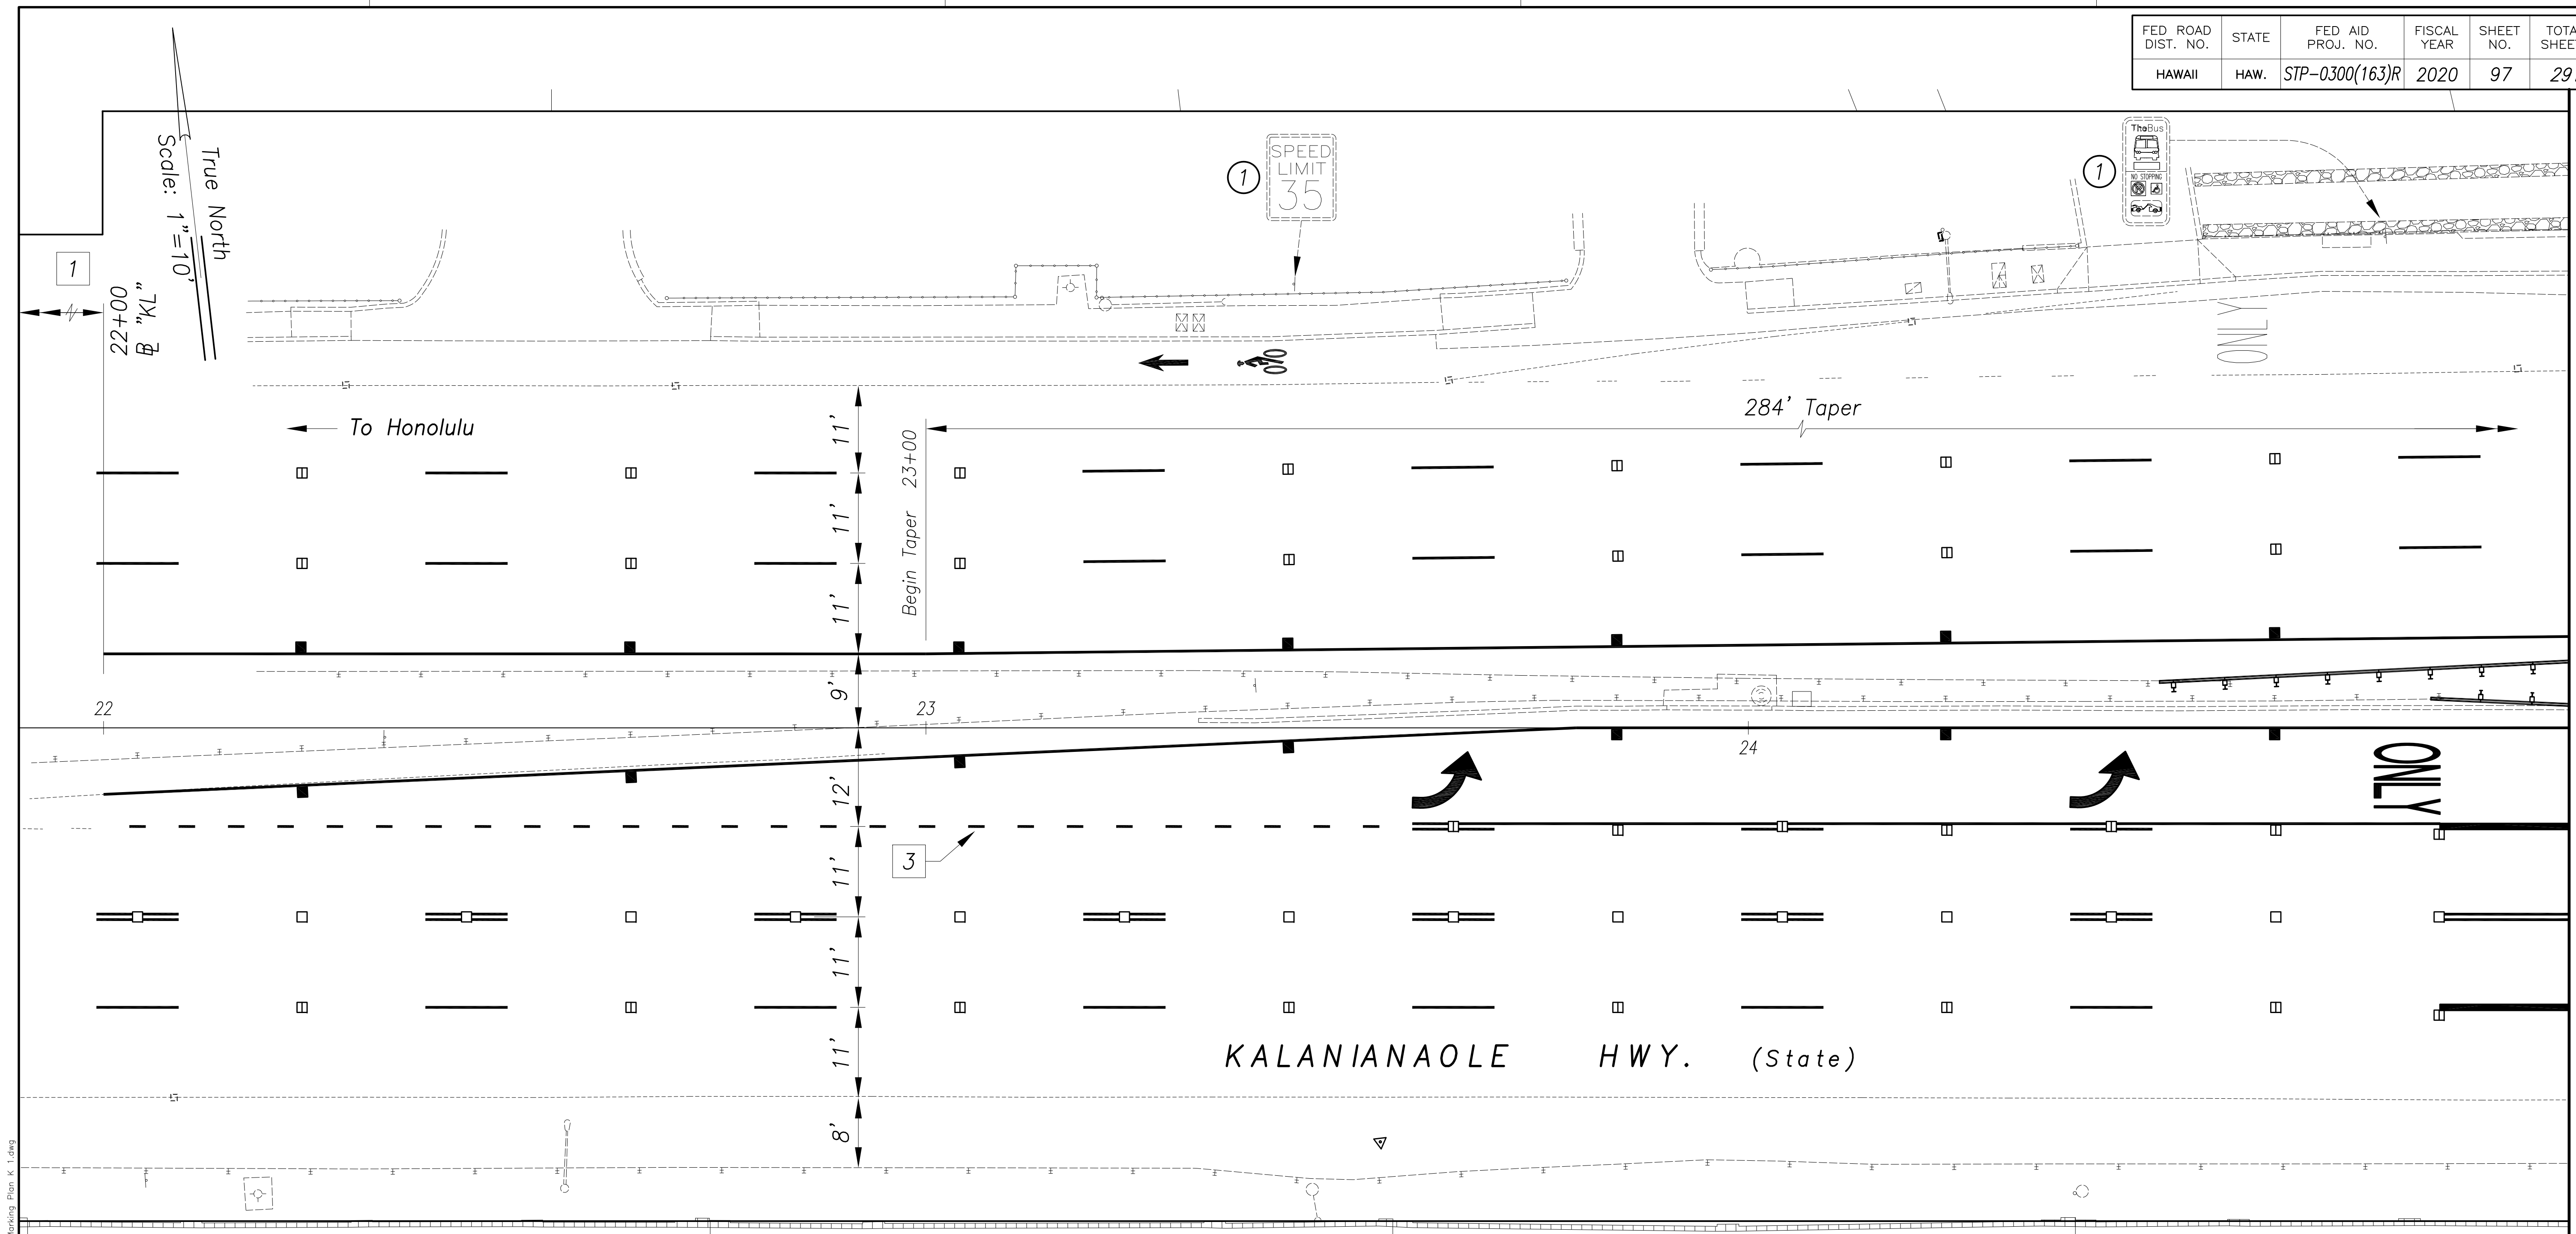 FED ROAD DIST. NO.
STATE
FED AID PROJ. NO.
FISCAL YEAR
SHEET NO.
HAWAII
HAW.
STP-0300(163)R
2020
97
True North
Scale: 1"=10'
1
22+00
"KL"
1
SPEED
LIMIT
35
1
TheBus
NO STOPPING
ONLY
To Honolulu
284' Taper
Begin Taper 23+00
11'
11'
11'
9'
22
23
24
12'
ONLY
3
11'
11'
11'
8'
KALANIANAOLE HWY. (State)
Plan K 1.dwg